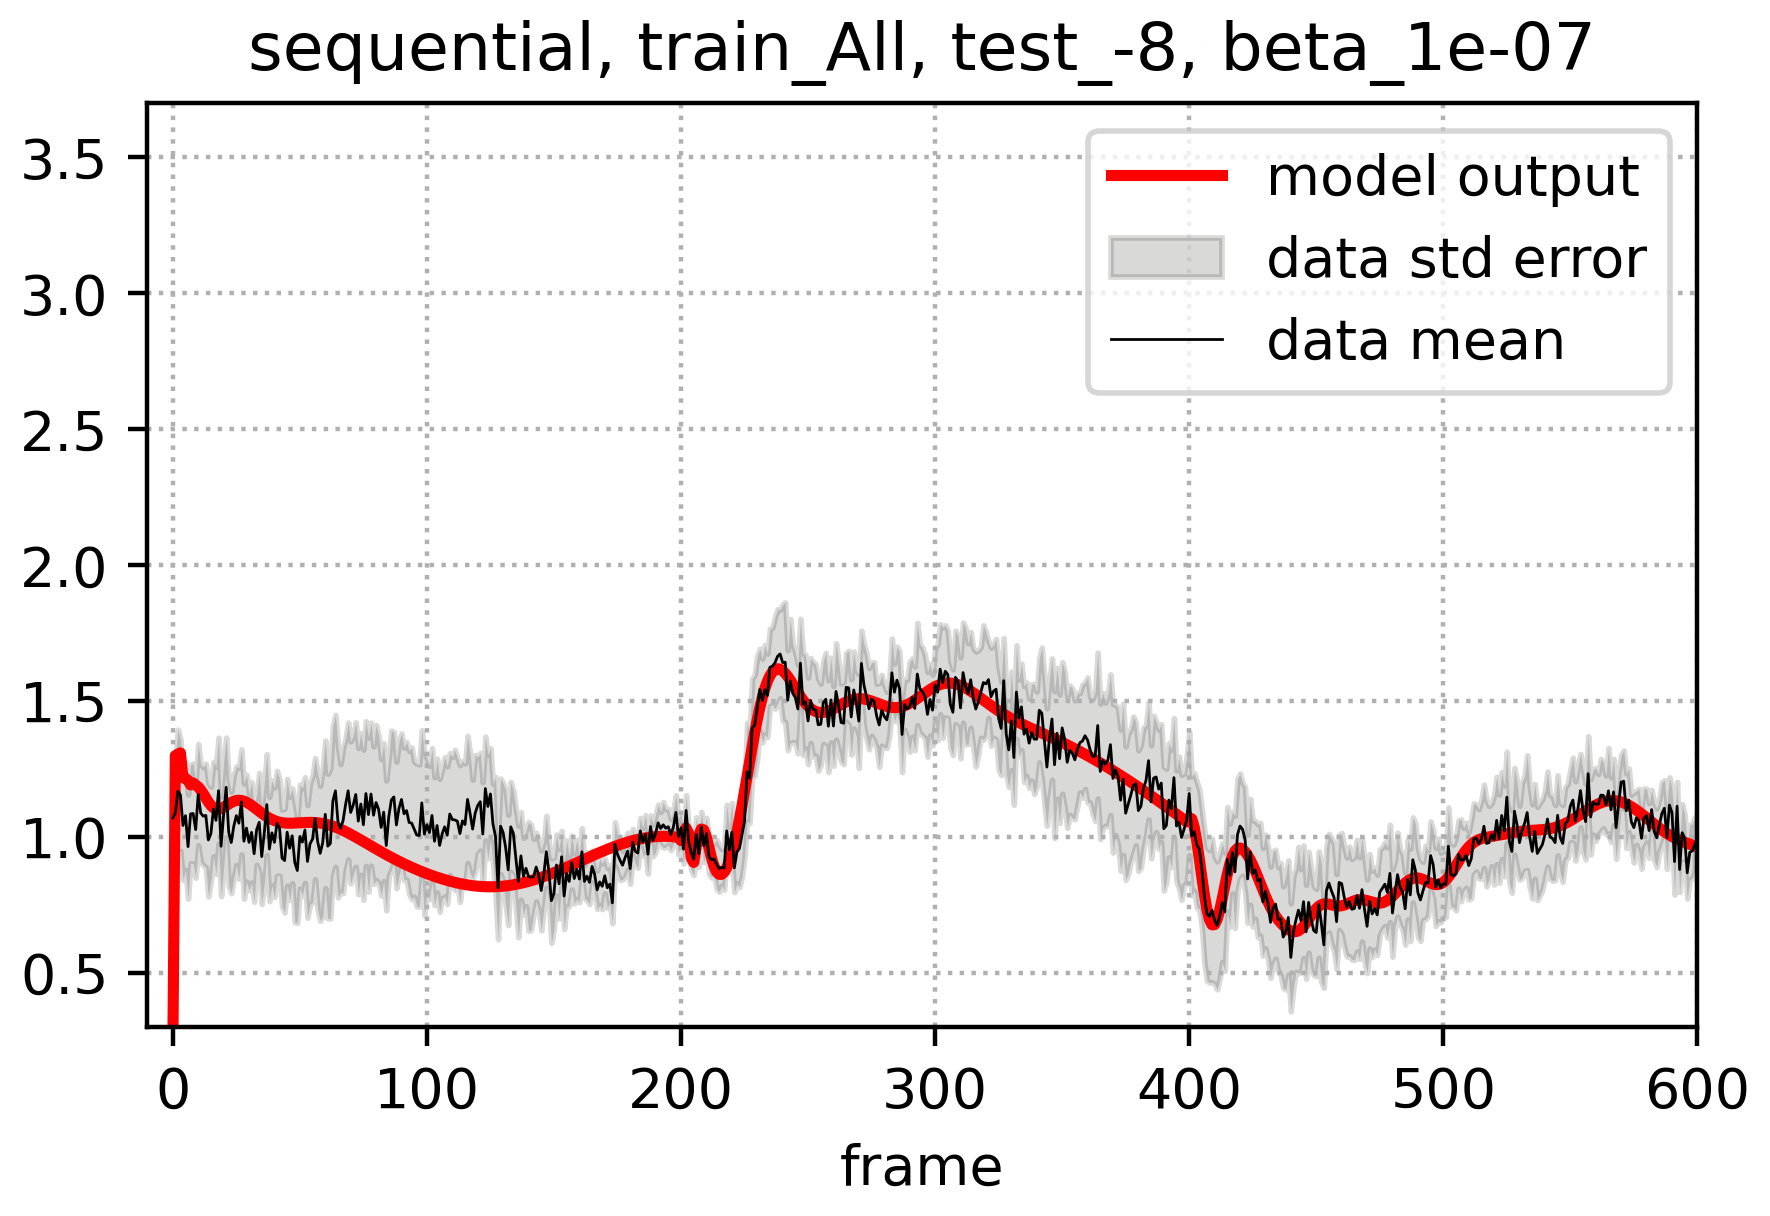 sequential, train_All, test_-8, beta_1e-07
3.5
3.0
2.5
2.0
1.5
1.0
0.5
model output
data std error
data mean
0 100 200 300 400 500 600
frame